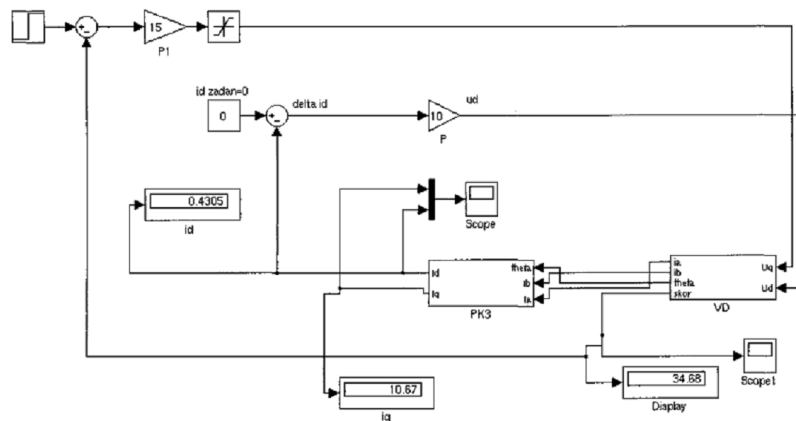 15
P1
id zadan=0
0
delta id
10
ud
P
0.4305
id
Scope
Id
Iq
theta
ib
ia
PK3
ia
ib
theta
skor
Uq
Ud
VD
10.67
iq
34.68
Display
Scope1